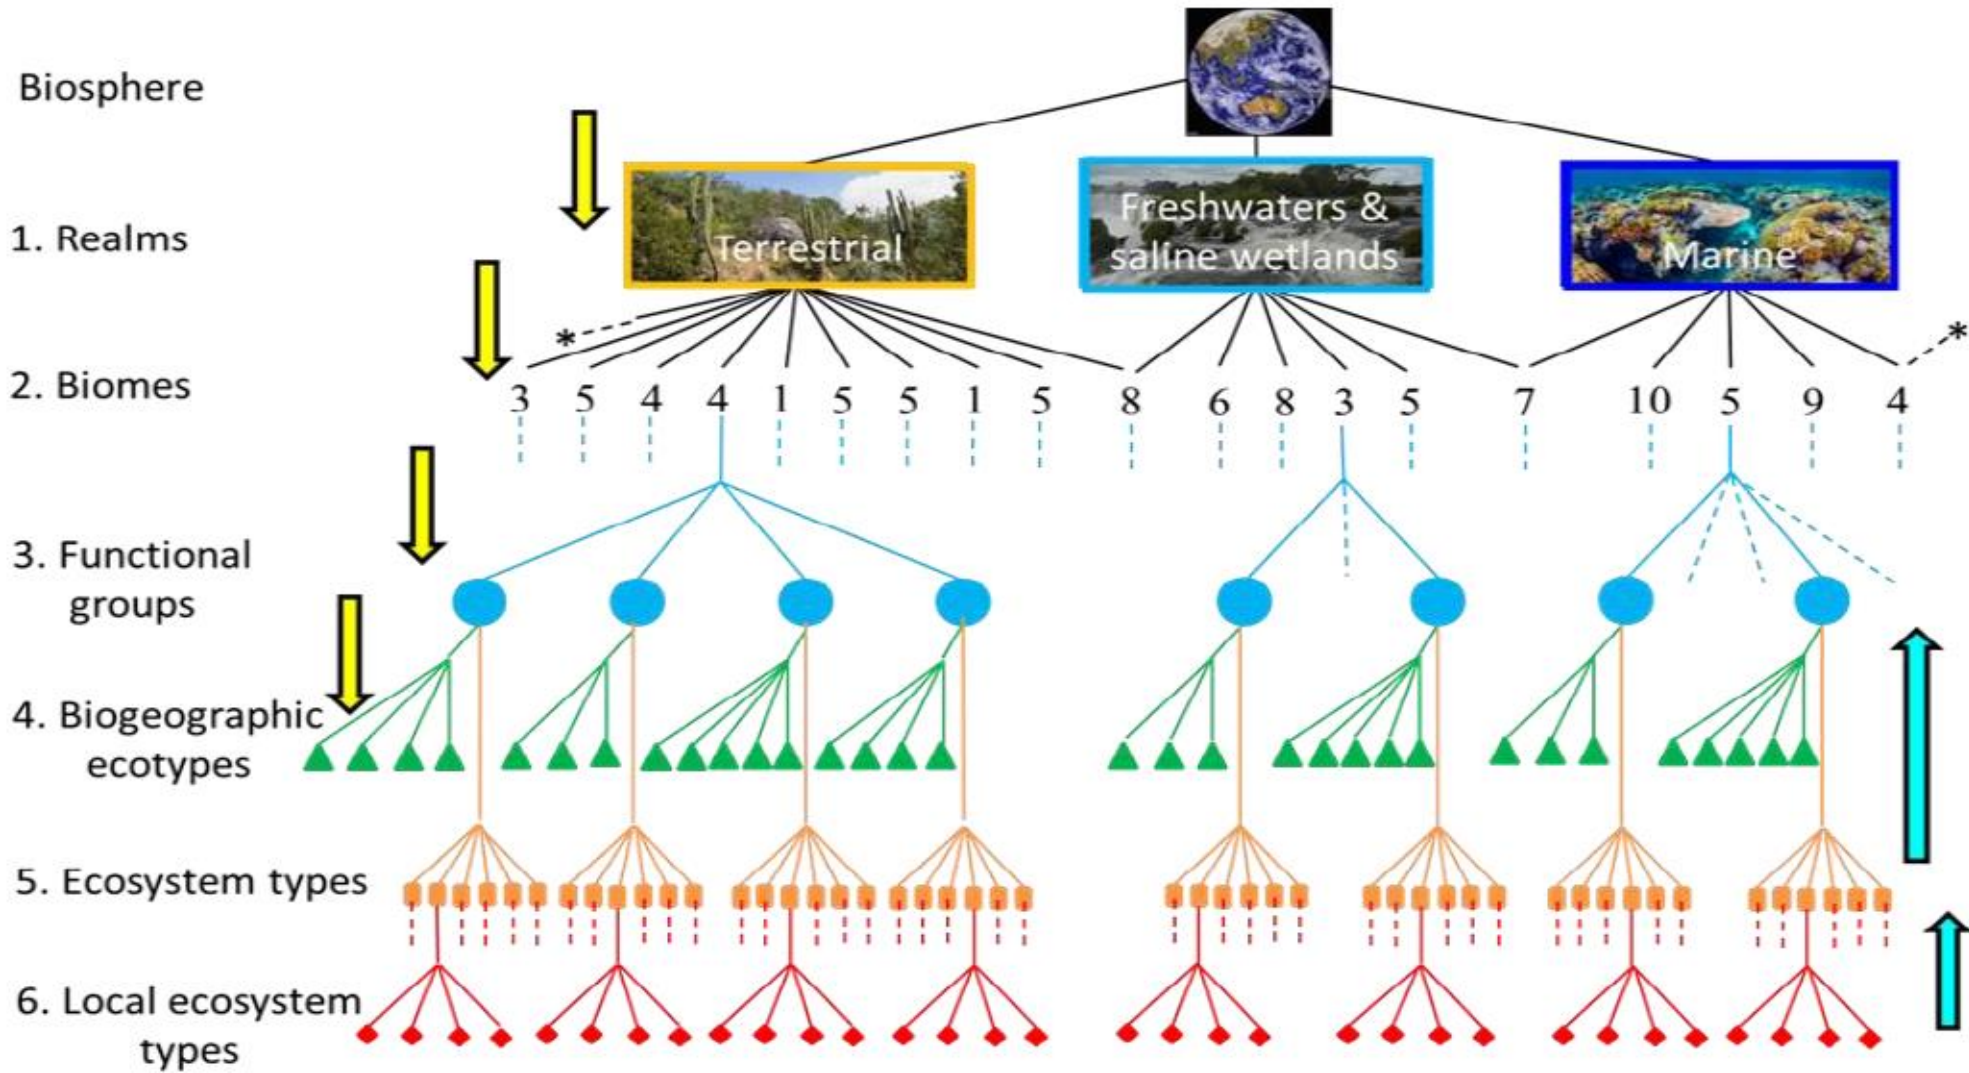 Biosphere
1. Realms
Terrestrial
Freshwaters &
saline wetlands
Marine
*
*
2. Biomes
3 5 4 4 1 5 5 1 5 8 6 8 3 5 7 10 5 9 4
3. Functional
groups
4. Biogeographic
ecotypes
5. Ecosystem types
6. Local ecosystem
types